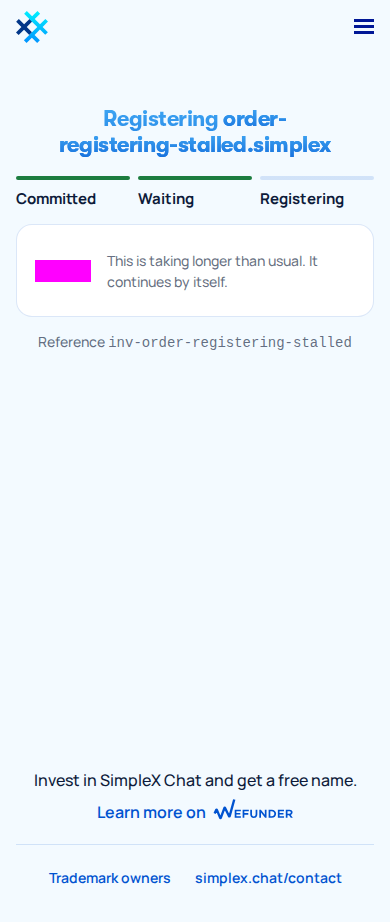 Registering order-
registering-stalled.simplex
Committed
Waiting
Registering
This is taking longer than usual. It
continues by itself.
Reference inv-order-registering-stalled
Invest in SimpleX Chat and get a free name.
Learn more on WEFUNDER
Trademark owners
simplex.chat/contact